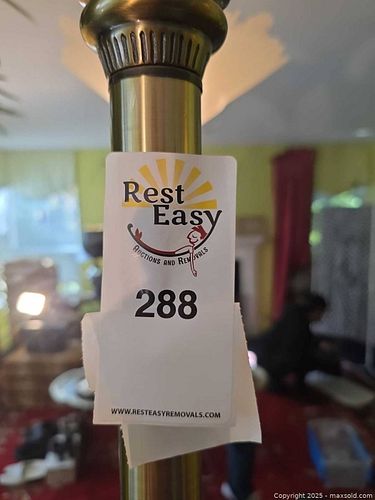 Rest
Easy
Auctions and Removals
288
WWW.RESTEASYREMOVALS.COM
Copyright 2025 - maxsold.com